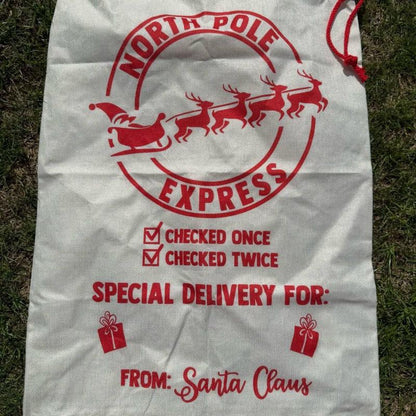 NORTH POLE
EXPRESS
CHECKED ONCE
CHECKED TWICE
SPECIAL DELIVERY FOR:
FROM: Santa Claus